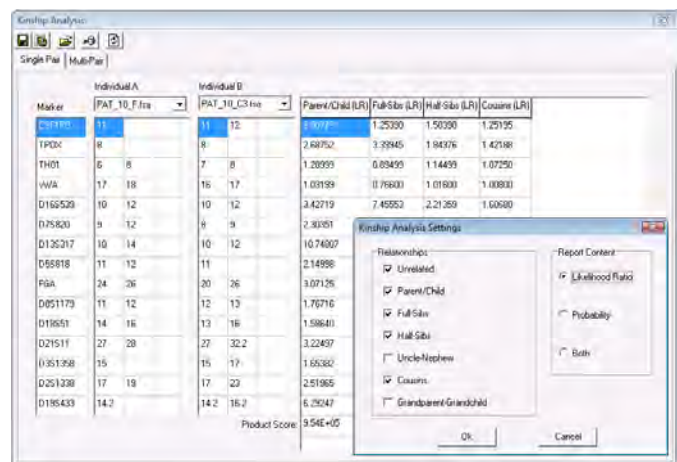 Kinship Analysis
Single Pair Multi-Pair
Individual A Individual B
Marker PAT_10_F.fsa PAT_10_C3.fsa Parent/Child (LR) Full-Sibs (LR) Half-Sibs (LR) Cousins (LR)
11 11 12 1.25390 1.50390 1.25195
TPOX 8 8 2.68752 3.39945 1.84376 1.42188
TH01 6 8 7 8 1.28999 0.89499 1.14499 1.07250
vWA 17 18 16 17 1.03199 0.76600 1.01600 1.00800
D16S539 10 12 10 12 3.42719 7.45553 2.21359 1.60680
D7S820 9 12 8 9 2.30351
D13S317 10 14 10 12 10.74807
D5S818 11 12 11 2.14998
FGA 24 26 20 26 3.07125
D8S1179 11 12 12 13 1.76716
D18S51 14 16 13 16 1.58640
D21S11 27 28 27 32.2 3.22497
D3S1358 15 15 17 1.65382
D2S1338 17 19 17 23 2.51965
D19S433 14.2 14.2 16.2 6.29247
Product Score: 9.54E+05
Kinship Analysis Settings
Relationships
Unrelated
Parent/Child
Full-Sibs
Half-Sibs
Uncle-Nephew
Cousins
Grandparent-Grandchild
Report Content
Likelihood Ratio
Probability
Both
Ok Cancel